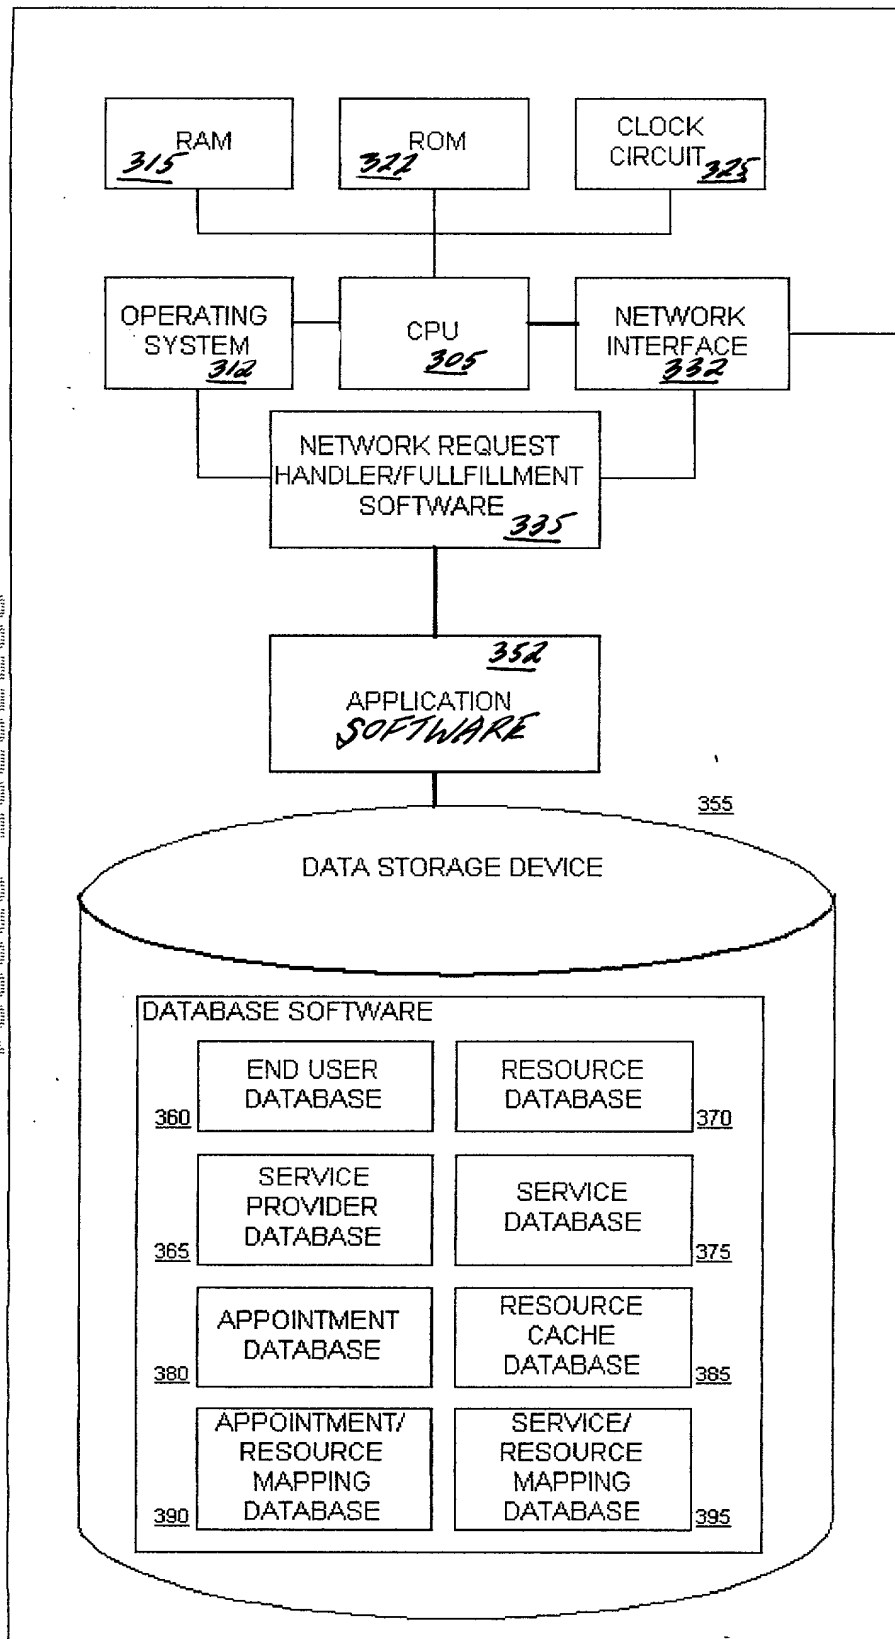 RAM
315
ROM
322
CLOCK
CIRCUIT
325
OPERATING
SYSTEM
312
CPU
305
NETWORK
INTERFACE
332
NETWORK REQUEST
HANDLER/FULLFILLMENT
SOFTWARE
335
352
APPLICATION
SOFTWARE
355
DATA STORAGE DEVICE
DATABASE SOFTWARE
END USER
DATABASE
360
RESOURCE
DATABASE
370
SERVICE
PROVIDER
DATABASE
365
SERVICE
DATABASE
375
APPOINTMENT
DATABASE
380
RESOURCE
CACHE
DATABASE
385
APPOINTMENT/
RESOURCE
MAPPING
DATABASE
390
SERVICE/
RESOURCE
MAPPING
DATABASE
395